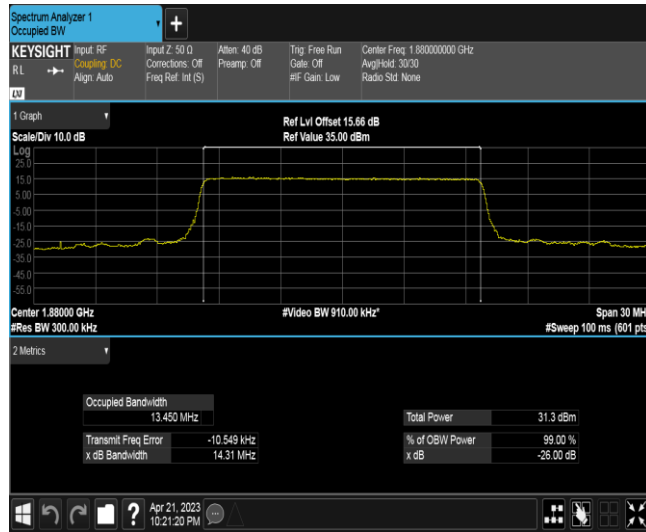 Spectrum Analyzer 1
Occupied BW
+
KEYSIGHT
RL
LXI
Input: RF
Coupling: DC
Align: Auto
Input Z: 50 Ω
Corrections: Off
Freq Ref: Int (S)
Atten: 40 dB
Preamp: Off
Trig: Free Run
Gate: Off
#IF Gain: Low
Center Freq: 1.880000000 GHz
Avg|Hold: 30/30
Radio Std: None
1 Graph
Scale/Div 10.0 dB
Ref Lvl Offset 15.66 dB
Ref Value 35.00 dBm
Log
25.0
15.0
5.00
-5.00
-15.0
-25.0
-35.0
-45.0
-55.0
Center 1.88000 GHz
#Res BW 300.00 kHz
#Video BW 910.00 kHz*
Span 30 MH
#Sweep 100 ms (601 pts
2 Metrics
Occupied Bandwidth
13.450 MHz
Transmit Freq Error -10.549 kHz
x dB Bandwidth 14.31 MHz
Total Power 31.3 dBm
% of OBW Power 99.00 %
x dB -26.00 dB
?
Apr 21, 2023
10:21:20 PM